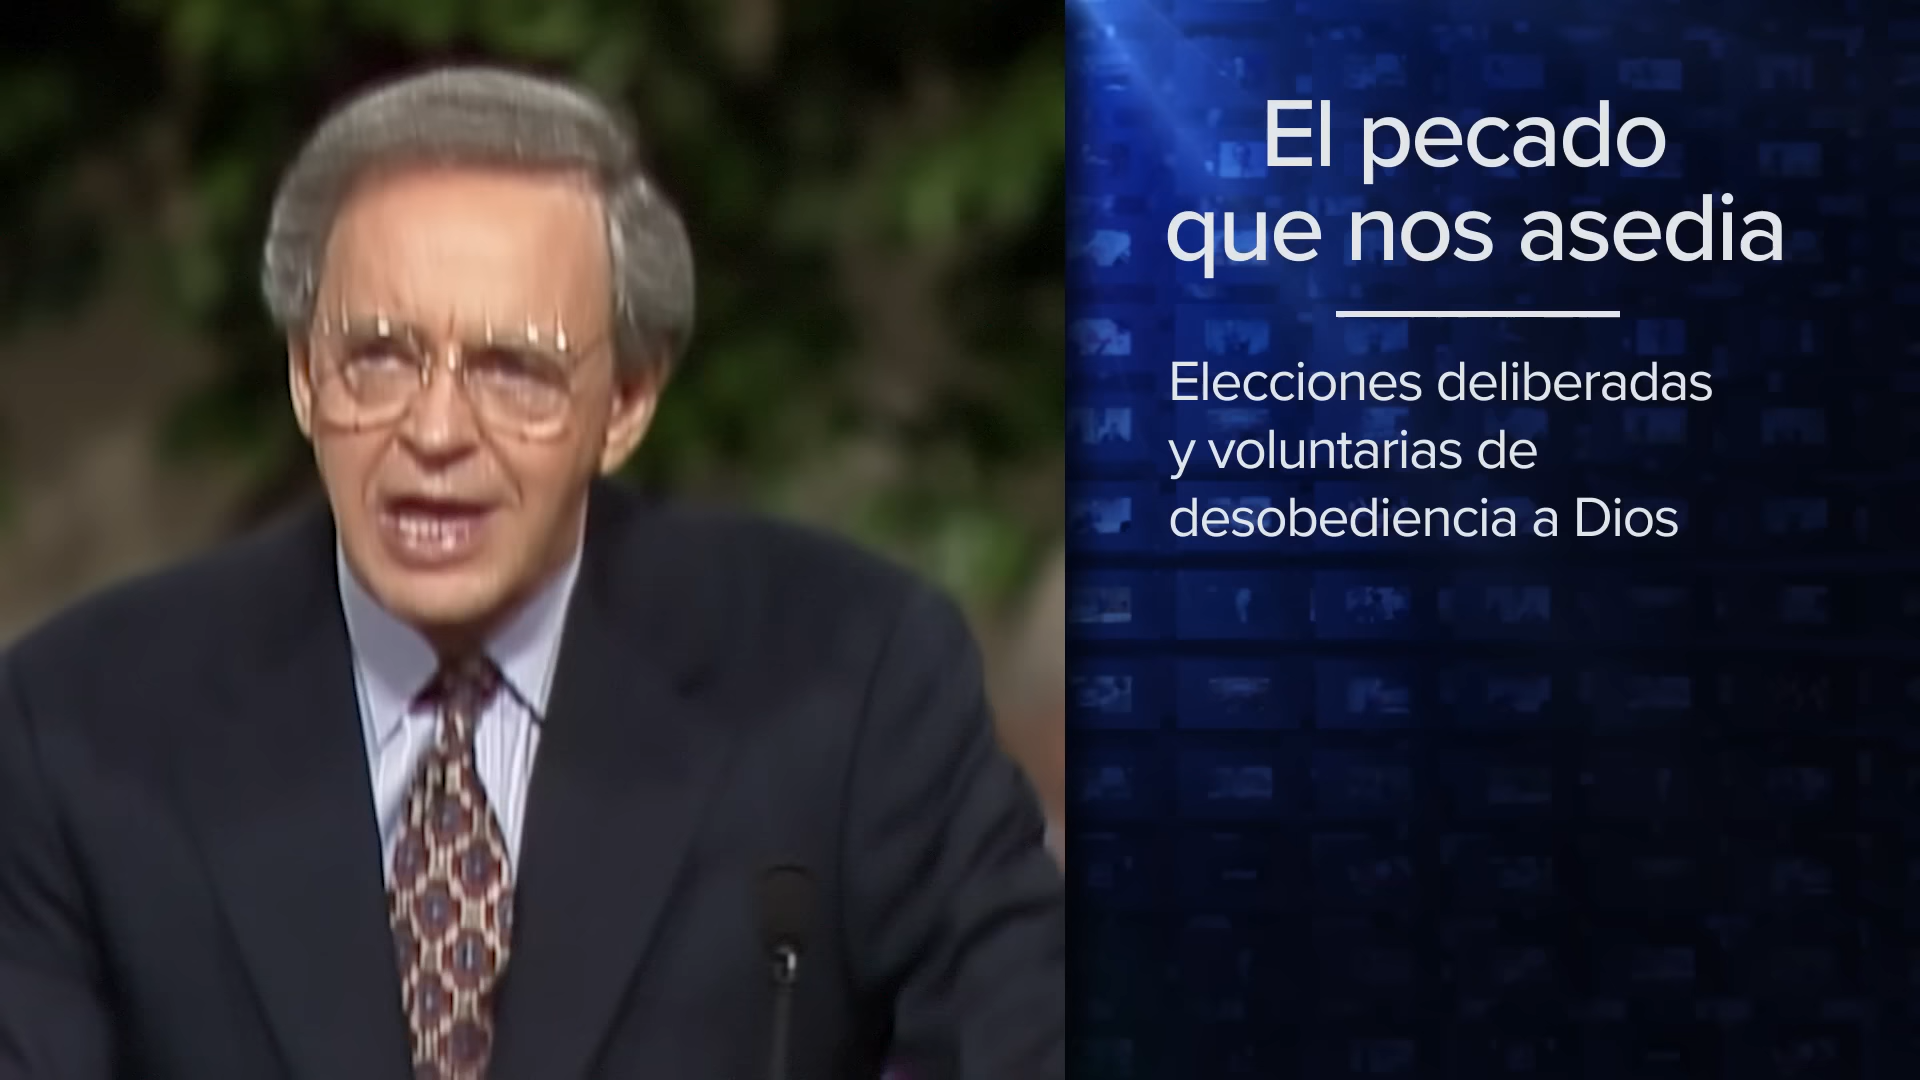 El pecado
que nos asedia
Elecciones deliberadas
y voluntarias de
desobediencia a Dios